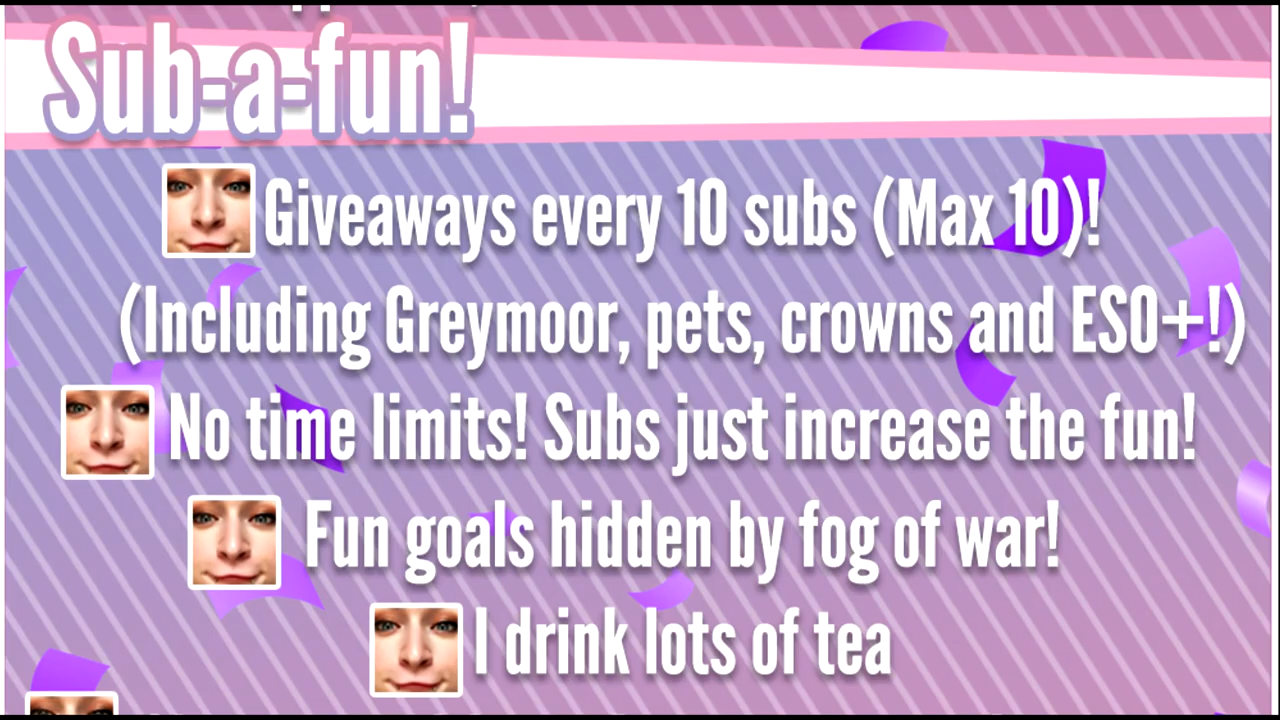 Sub-a-fun!
Giveaways every 10 subs (Max 10)!
(Including Greymoor, pets, crowns and ESO+!)
No time limits! Subs just increase the fun!
Fun goals hidden by fog of war!
I drink lots of tea